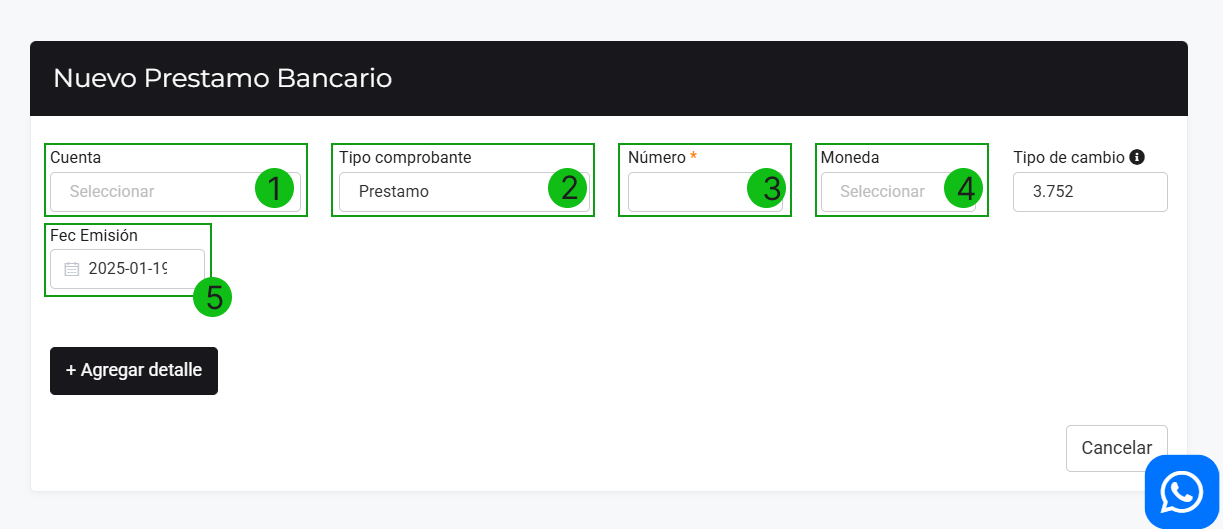 Nuevo Prestamo Bancario
Cuenta
Seleccionar
1
Tipo comprobante
Prestamo
2
Número *
3
Moneda
Seleccionar
4
Tipo de cambio
3.752
Fec Emisión
2025-01-19
5
+ Agregar detalle
Cancelar